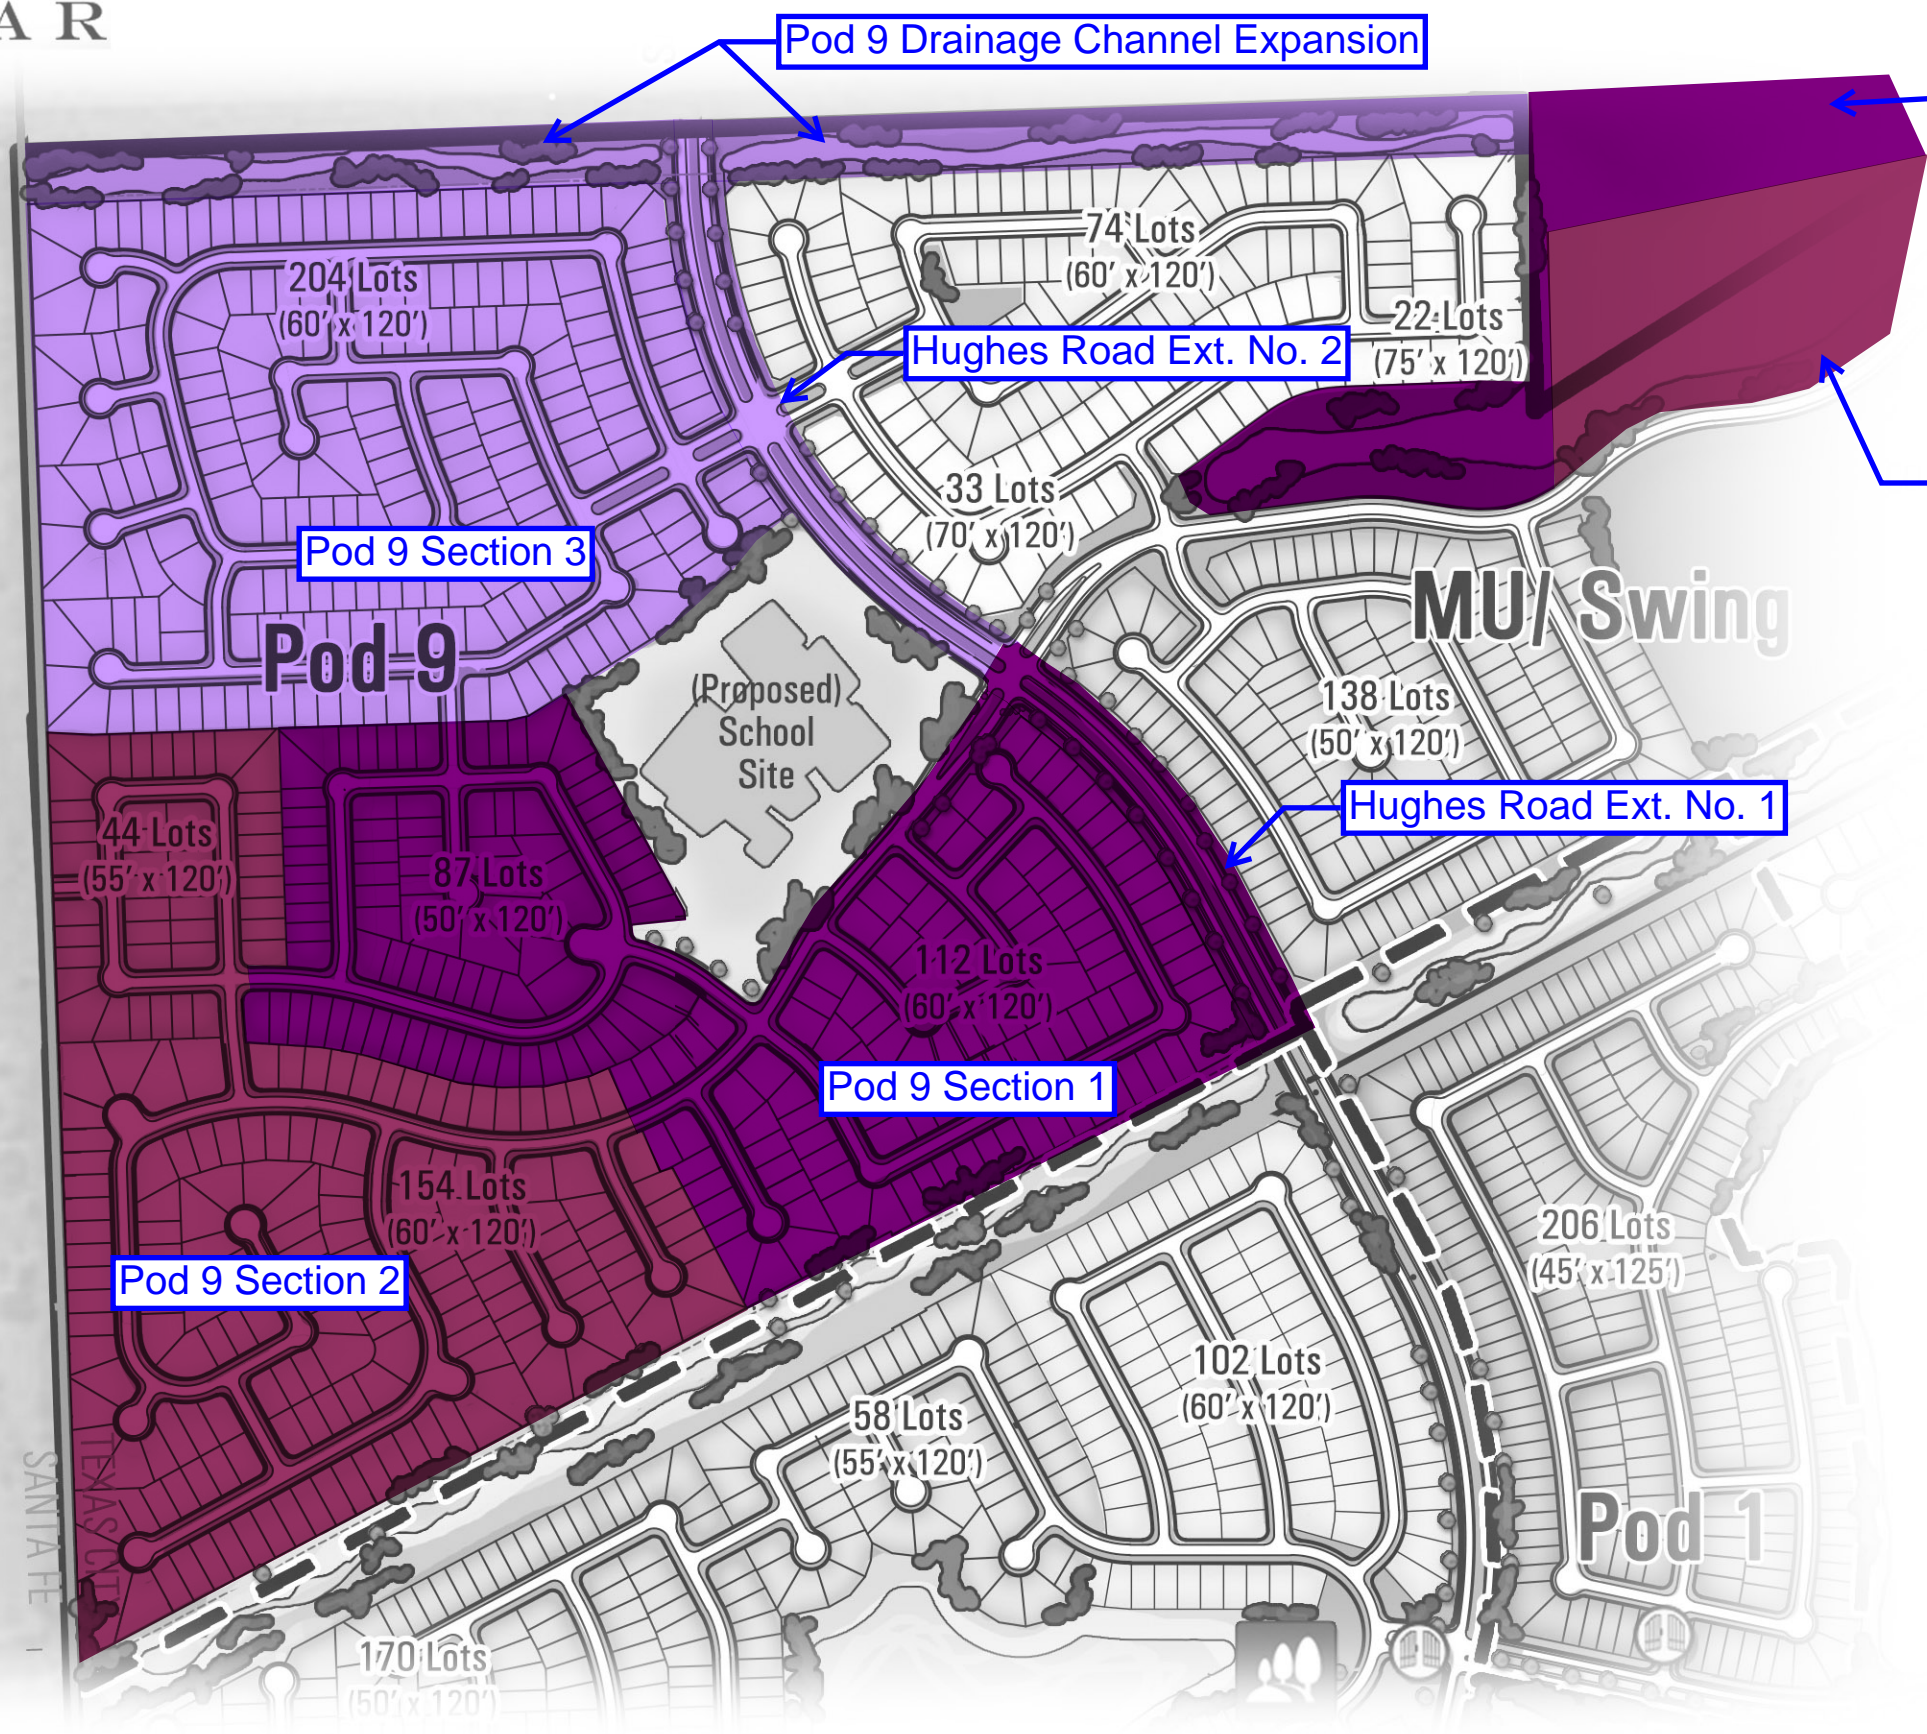 A R
Pod 9 Drainage Channel Expansion
204 Lots
(60' x 120')
74 Lots
(60' x 120')
22 Lots
(75' x 120')
Hughes Road Ext. No. 2
33 Lots
(70' x 120')
Pod 9 Section 3
Pod 9
MU/ Swing
(Proposed)
School
Site
138 Lots
(50' x 120')
Hughes Road Ext. No. 1
44 Lots
(55' x 120')
87 Lots
(50' x 120')
112 Lots
(60' x 120')
Pod 9 Section 1
154 Lots
(60' x 120')
Pod 9 Section 2
206 Lots
(45' x 125')
102 Lots
(60' x 120')
58 Lots
(55' x 120')
Pod 1
TEXAS CITY
SANTA FE
170 Lots
(50' x 120')